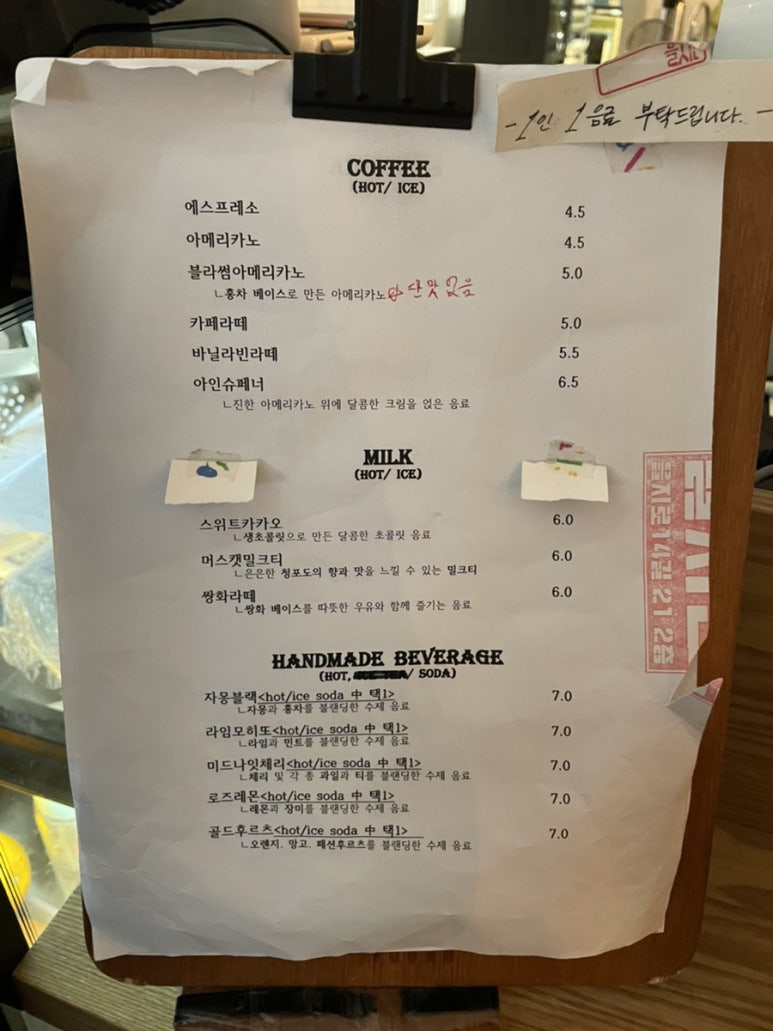 - 1인 1음료 부탁드립니다. -
COFFEE
(HOT/ ICE)
에스프레소 4.5
아메리카노 4.5
블라썸아메리카노 5.0
ㄴ홍차 베이스로 만든 아메리카노 단맛 없음
카페라떼 5.0
바닐라빈라떼 5.5
아인슈페너 6.5
ㄴ진한 아메리카노 위에 달콤한 크림을 얹은 음료
MILK
(HOT/ ICE)
스위트카카오 6.0
ㄴ생초콜릿으로 만든 달콤한 초콜릿 음료
머스캣밀크티 6.0
ㄴ은은한 청포도의 향과 맛을 느낄 수 있는 밀크티
쌍화라떼 6.0
ㄴ쌍화 베이스를 따뜻한 우유와 함께 즐기는 음료
HANDMADE BEVERAGE
(HOT, / SODA)
자몽블랙<hot/ice soda 中 택1> 7.0
ㄴ자몽과 홍차를 블랜딩한 수제 음료
라임모히또<hot/ice soda 中 택1> 7.0
ㄴ라임과 민트를 블랜딩한 수제 음료
미드나잇체리<hot/ice soda 中 택1> 7.0
ㄴ체리 및 각 종 과일과 티를 블랜딩한 수제 음료
로즈레몬<hot/ice soda 中 택1> 7.0
ㄴ레몬과 장미를 블랜딩한 수제 음료
골드후르츠<hot/ice soda 中 택1> 7.0
ㄴ오렌지, 망고, 패션후르츠를 블랜딩한 수제 음료
을지로14길 21 2층